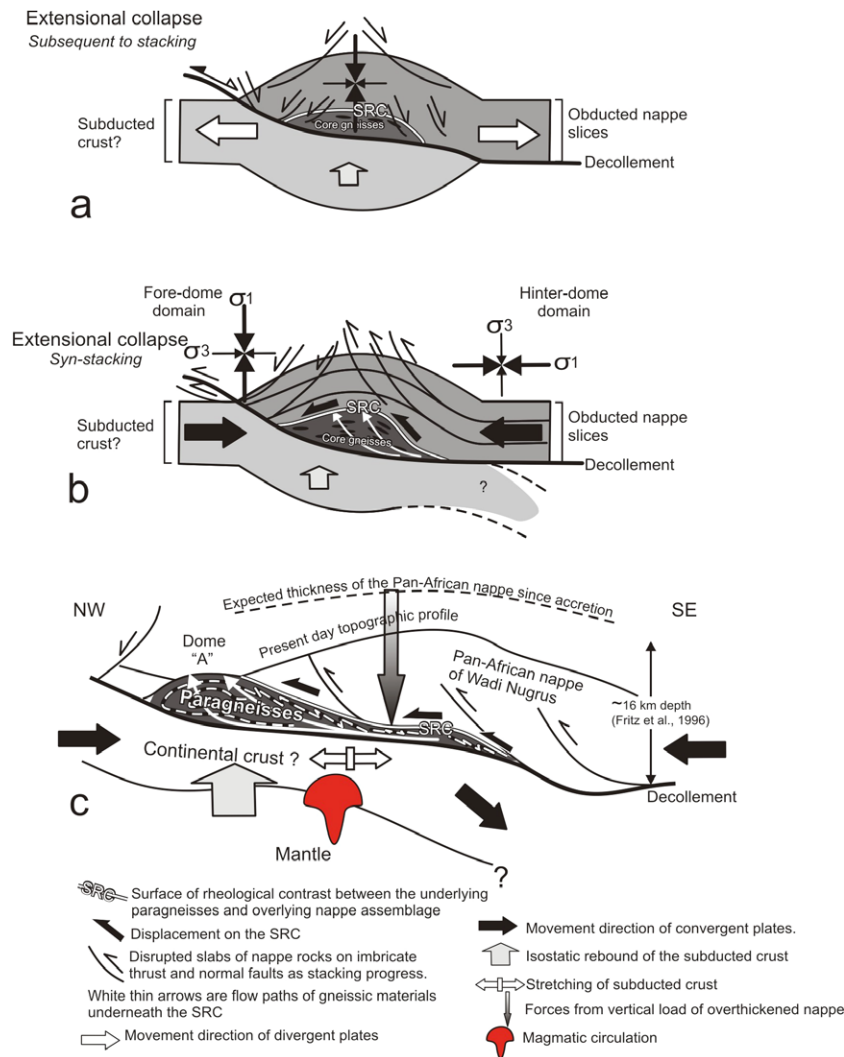 Extensional collapse
Subsequent to stacking
SRC
Core gneisses
Subducted
crust?
Obducted nappe
slices
Decollement
a
Fore-dome
domain
σ1
σ3
Hinter-dome
domain
σ3
σ1
Extensional collapse
Syn-stacking
SRC
Core gneisses
Subducted
crust?
Obducted nappe
slices
Decollement
?
b
NW
SE
Expected thickness of the Pan-African nappe since accretion
Present day topographic profile
Dome
"A"
Pan-African nappe
of Wadi Nugrus
Paragneisses
SRC
~16 km depth
(Fritz et al., 1996)
Continental crust ?
Decollement
c
Mantle
?
SRC
Surface of rheological contrast between the underlying
paragneisses and overlying nappe assemblage
Displacement on the SRC
Disrupted slabs of nappe rocks on imbricate
thrust and normal faults as stacking progress.
White thin arrows are flow paths of gneissic materials
underneath the SRC
Movement direction of divergent plates
Movement direction of convergent plates.
Isostatic rebound of the subducted crust
Stretching of subducted crust
Forces from vertical load of overthickened nappe
Magmatic circulation